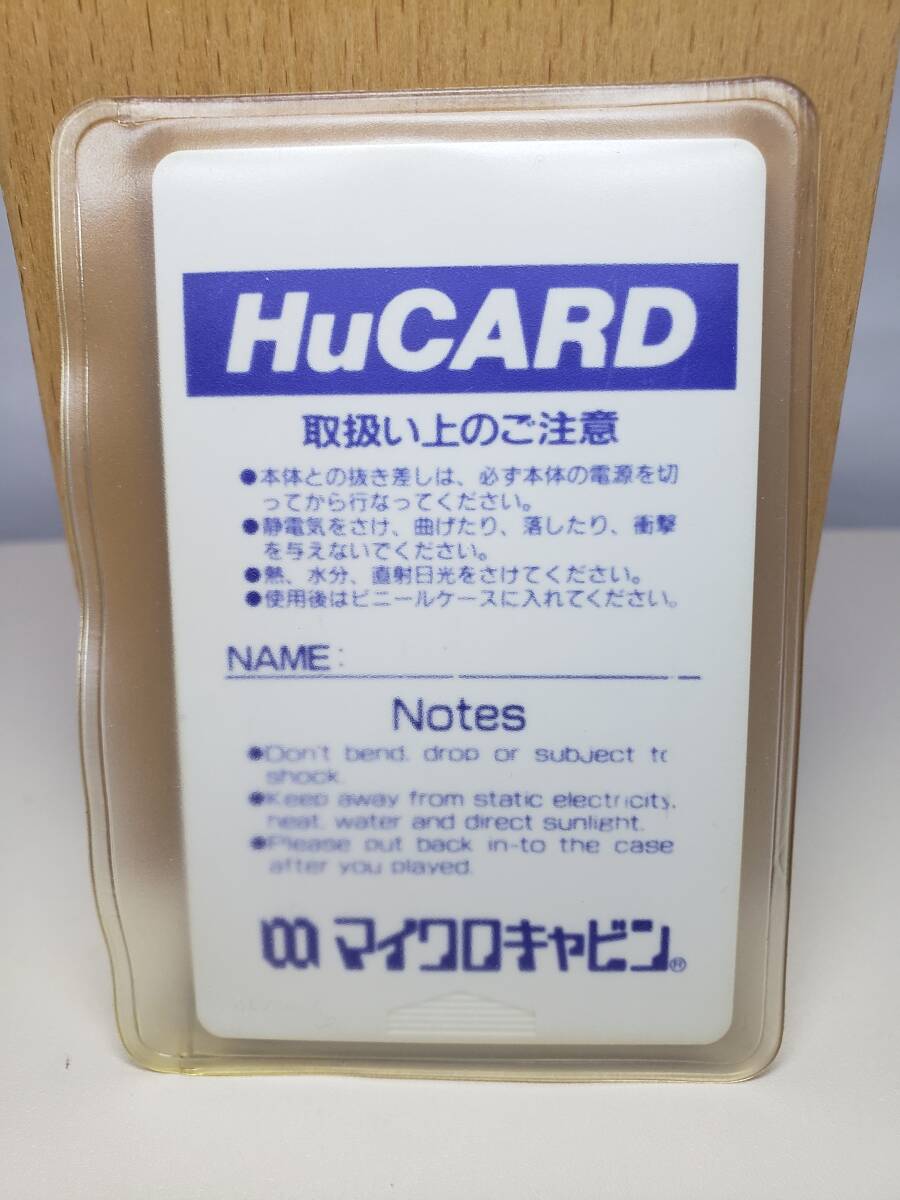 HuCARD
取扱い上のご注意
●本体との抜き差しは、必ず本体の電源を切
ってから行なってください。
●静電気をさけ、曲げたり、落したり、衝撃
を与えないでください。
●熱、水分、直射日光をさけてください。
●使用後はビニールケースに入れてください。
NAME:
Notes
●Don't bend, drop or subject to
shock.
●Keep away from static electricity,
heat, water and direct sunlight.
●Please put back in-to the case
after you played.
マイクロキャビン®